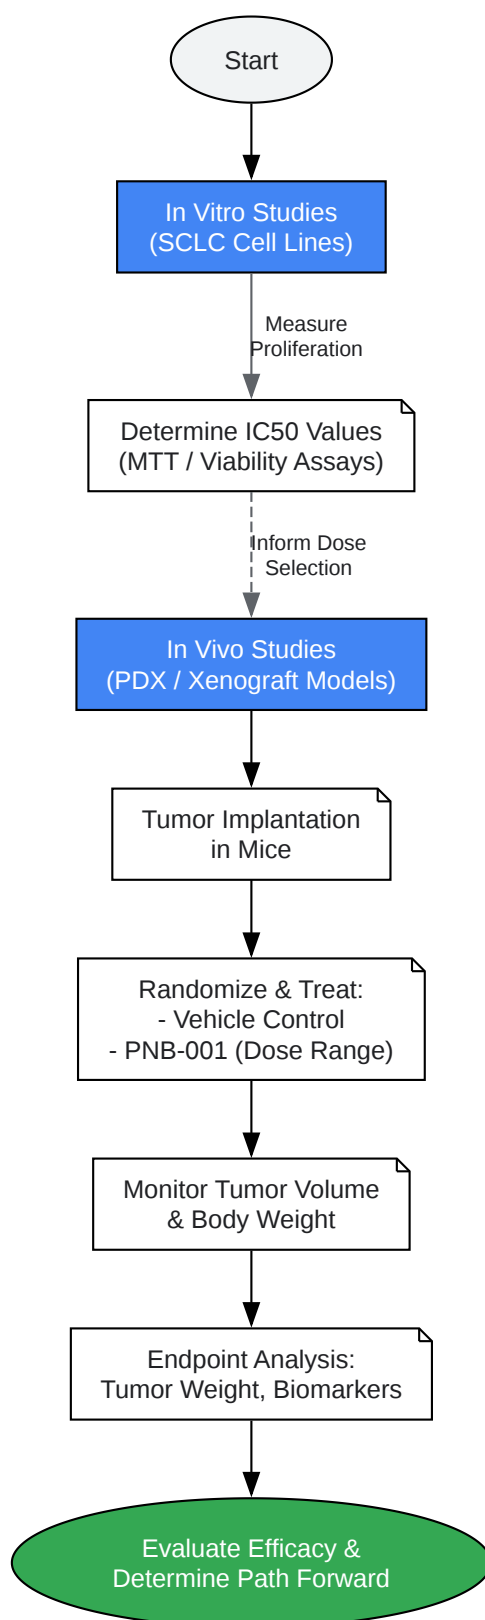 Start
In Vitro Studies
(SCLC Cell Lines)
Measure
Proliferation
Determine IC50 Values
(MTT / Viability Assays)
Inform Dose
Selection
In Vivo Studies
(PDX / Xenograft Models)
Tumor Implantation
in Mice
Randomize & Treat:
- Vehicle Control
- PNB-001 (Dose Range)
Monitor Tumor Volume
& Body Weight
Endpoint Analysis:
Tumor Weight, Biomarkers
Evaluate Efficacy &
Determine Path Forward